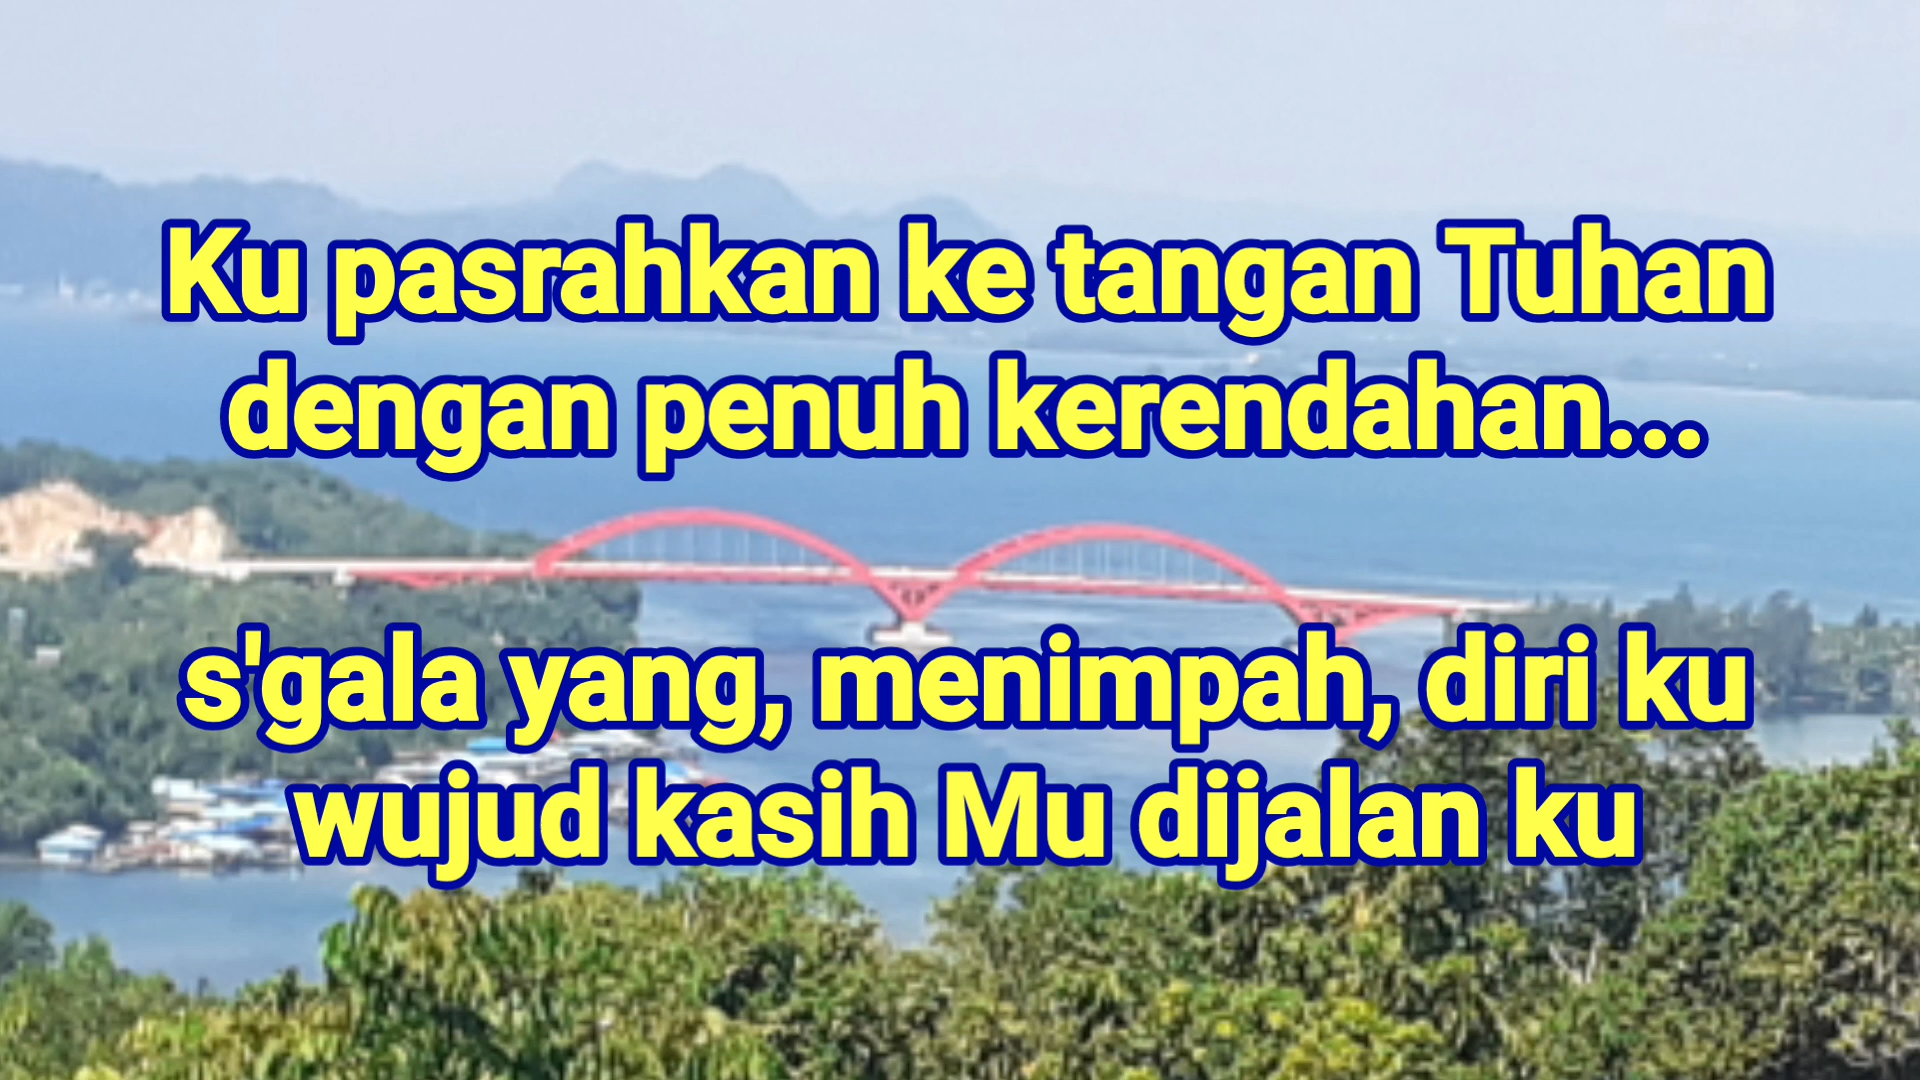 Ku pasrahkan ke tangan Tuhan
dengan penuh kerendahan...
s'gala yang, menimpah, diri ku
wujud kasih Mu dijalan ku